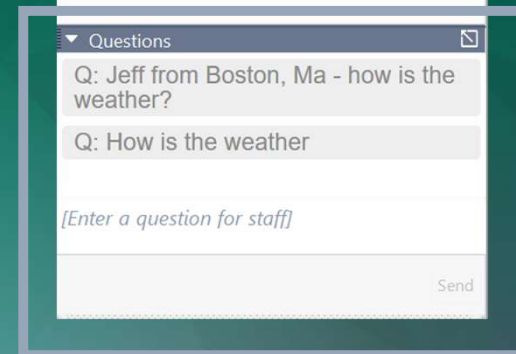 Questions
Q: Jeff from Boston, Ma - how is the
weather?
Q: How is the weather
[Enter a question for staff]
Send